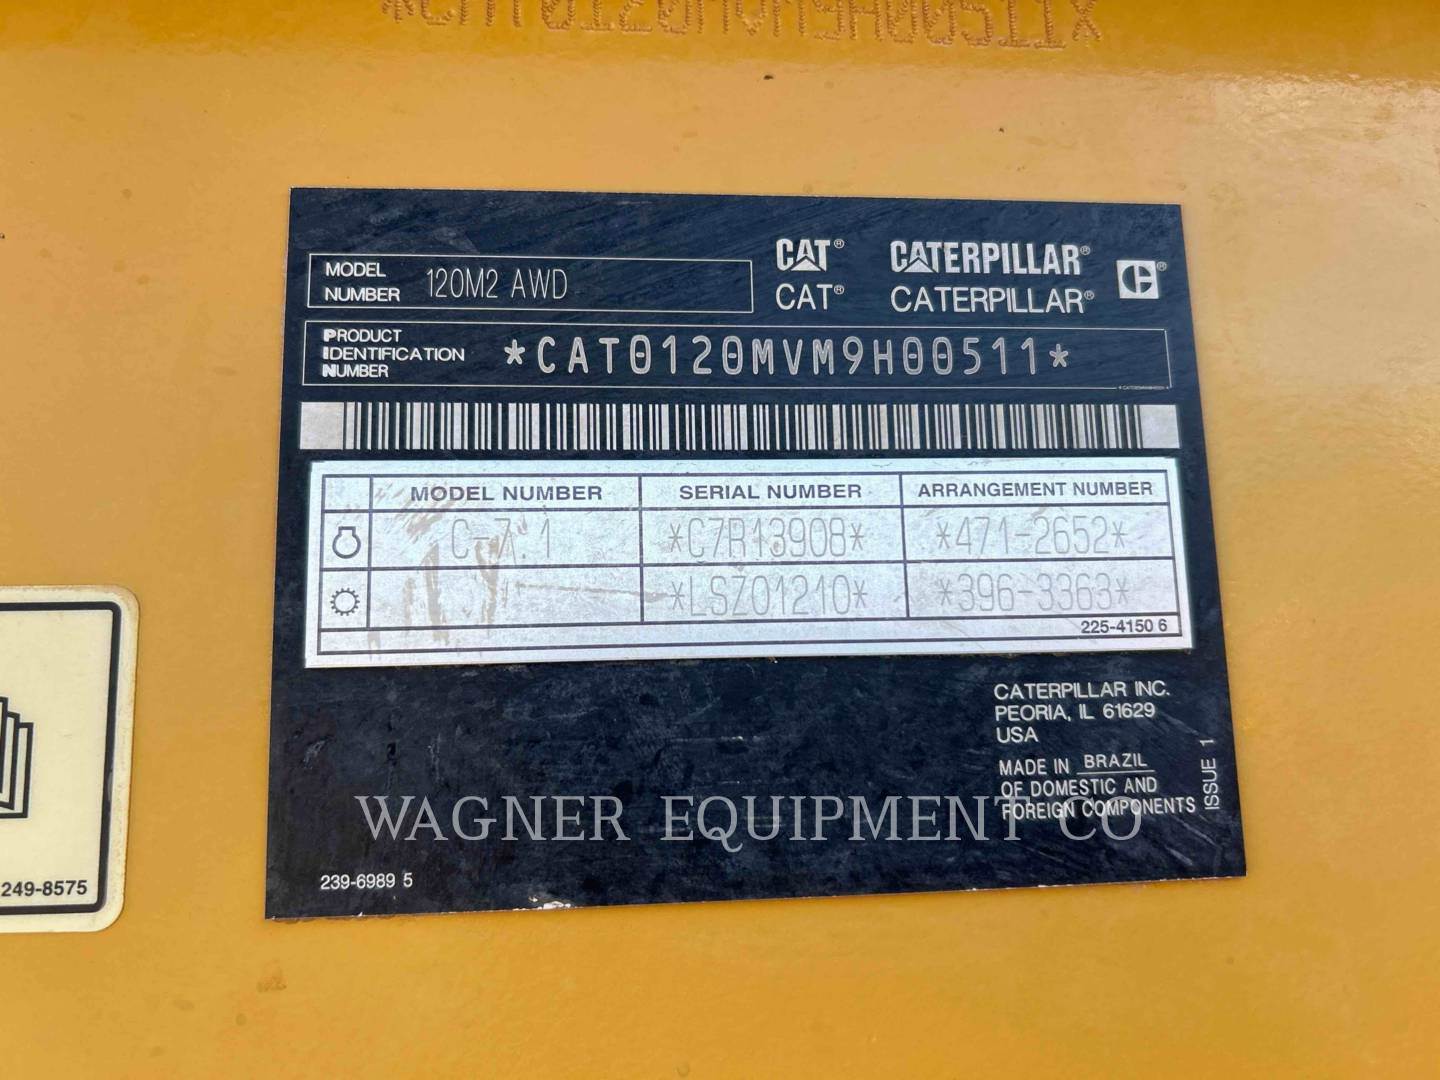 *CAT0120MVM9H00511X
MODEL NUMBER 120M2 AWD
CAT® CATERPILLAR®
CAT® CATERPILLAR®
PRODUCT IDENTIFICATION NUMBER *CAT0120MVM9H00511*
MODEL NUMBER SERIAL NUMBER ARRANGEMENT NUMBER
C-7.1 *C7R13908* *471-2652*
*LSZ01210* *396-3363*
225-4150 6
CATERPILLAR INC.
PEORIA, IL 61629
USA
MADE IN BRAZIL
OF DOMESTIC AND
FOREIGN COMPONENTS
ISSUE 1
WAGNER EQUIPMENT CO
239-6989 5
249-8575